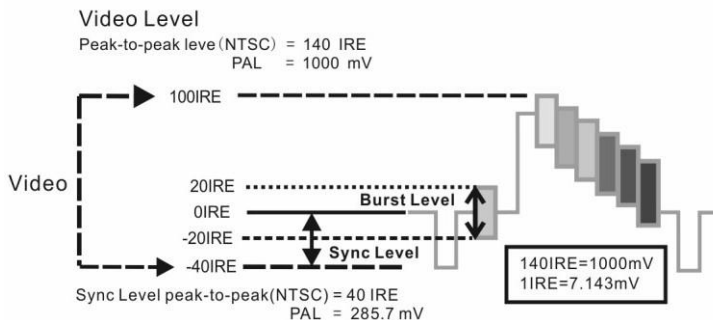 Video Level
Peak-to-peak leve(NTSC) = 140 IRE
PAL = 1000 mV
100IRE
Video
20IRE
Burst Level
0IRE
-20IRE
Sync Level
-40IRE
140IRE=1000mV
1IRE=7.143mV
Sync Level peak-to-peak(NTSC) = 40 IRE
PAL = 285.7 mV